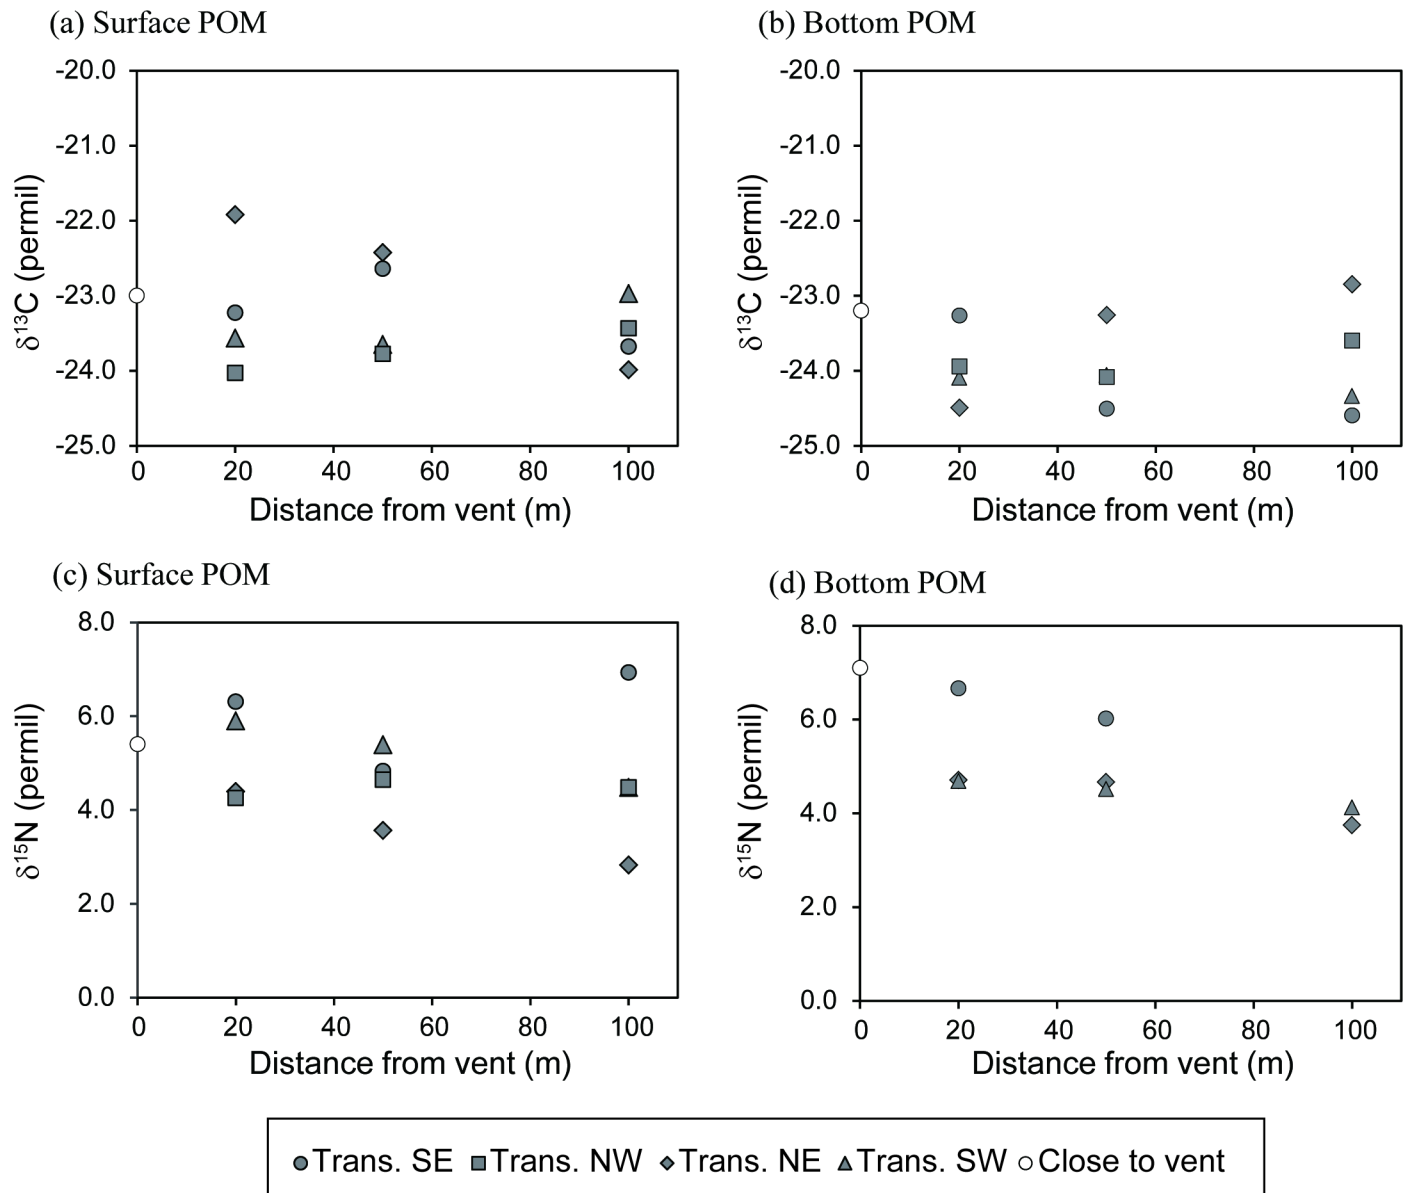 (a) Surface POM
-20.0
-21.0
-22.0
-23.0
-24.0
-25.0
δ13C (permil)
0 20 40 60 80 100
Distance from vent (m)
(b) Bottom POM
-20.0
-21.0
-22.0
-23.0
-24.0
-25.0
δ13C (permil)
0 20 40 60 80 100
Distance from vent (m)
(c) Surface POM
8.0
6.0
4.0
2.0
0.0
δ15N (permil)
0 20 40 60 80 100
Distance from vent (m)
(d) Bottom POM
8.0
6.0
4.0
2.0
0.0
δ15N (permil)
0 20 40 60 80 100
Distance from vent (m)
Trans. SE Trans. NW Trans. NE Trans. SW Close to vent